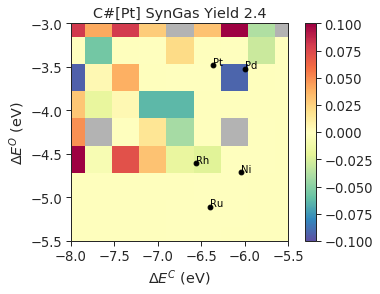 C#[Pt] SynGas Yield 2.4
ΔE^O (eV)
−3.0
−3.5
−4.0
−4.5
−5.0
−5.5
Pt
Pd
Rh
Ni
Ru
−8.0 −7.5 −7.0 −6.5 −6.0 −5.5
ΔE^C (eV)
0.100
0.075
0.050
0.025
0.000
−0.025
−0.050
−0.075
−0.100